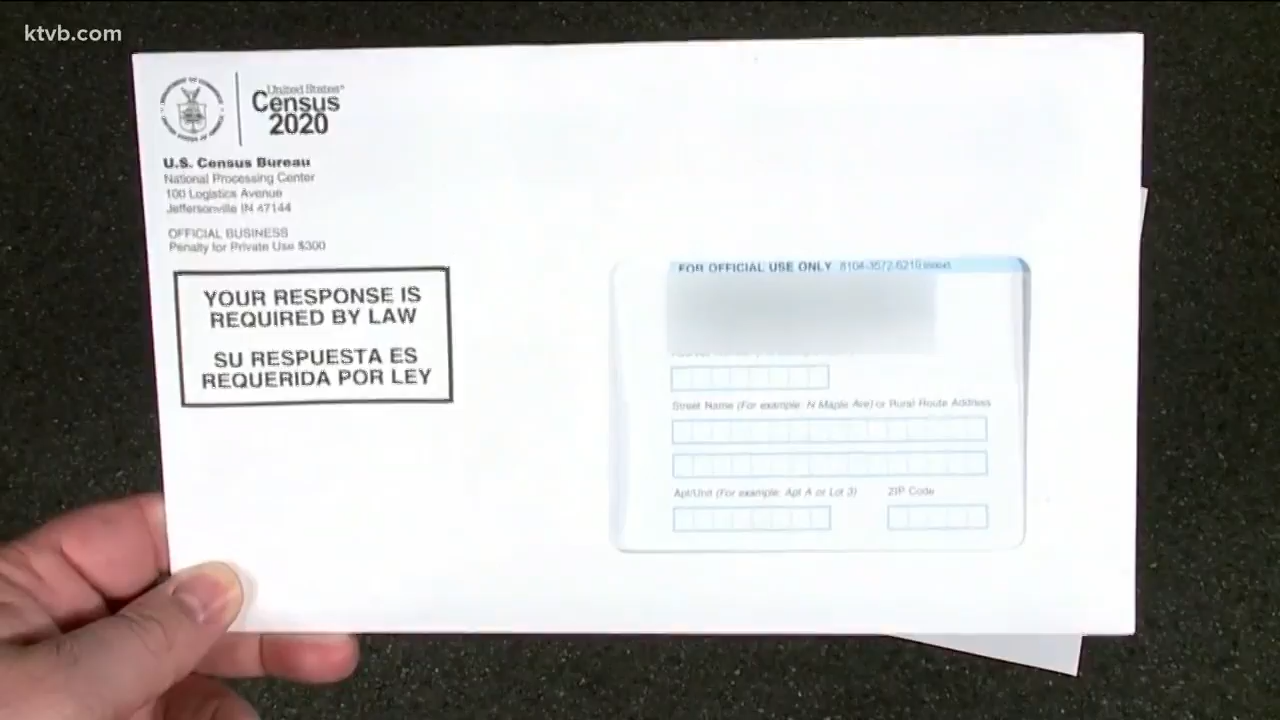 ktvb.com
United States®
Census
2020
U.S. Census Bureau
National Processing Center
100 Logistics Avenue
Jeffersonville IN 47144
OFFICIAL BUSINESS
Penalty for Private Use $300
YOUR RESPONSE IS
REQUIRED BY LAW
SU RESPUESTA ES
REQUERIDA POR LEY
FOR OFFICIAL USE ONLY
Street Name (For example: N Maple Ave) or Rural Route Address
Apt/Unit (For example: Apt A or Lot 3) ZIP Code